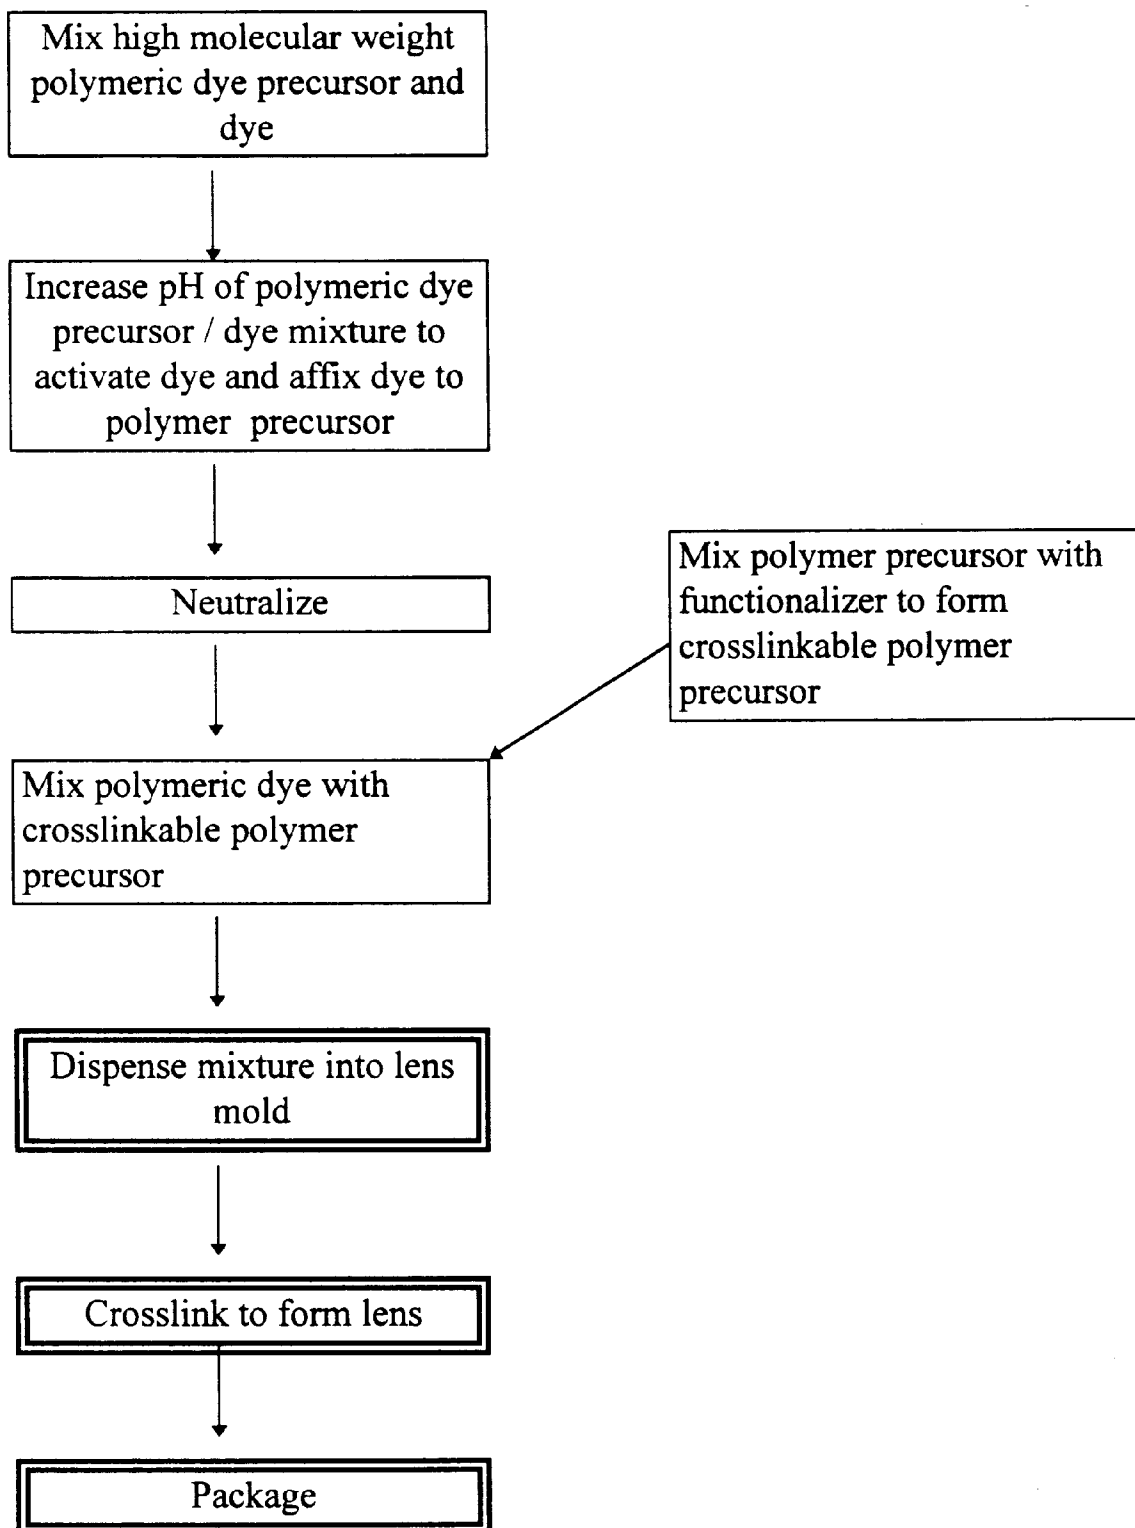 Mix high molecular weight
polymeric dye precursor and
dye
Increase pH of polymeric dye
precursor / dye mixture to
activate dye and affix dye to
polymer precursor
Neutralize
Mix polymer precursor with
functionalizer to form
crosslinkable polymer
precursor
Mix polymeric dye with
crosslinkable polymer
precursor
Dispense mixture into lens
mold
Crosslink to form lens
Package